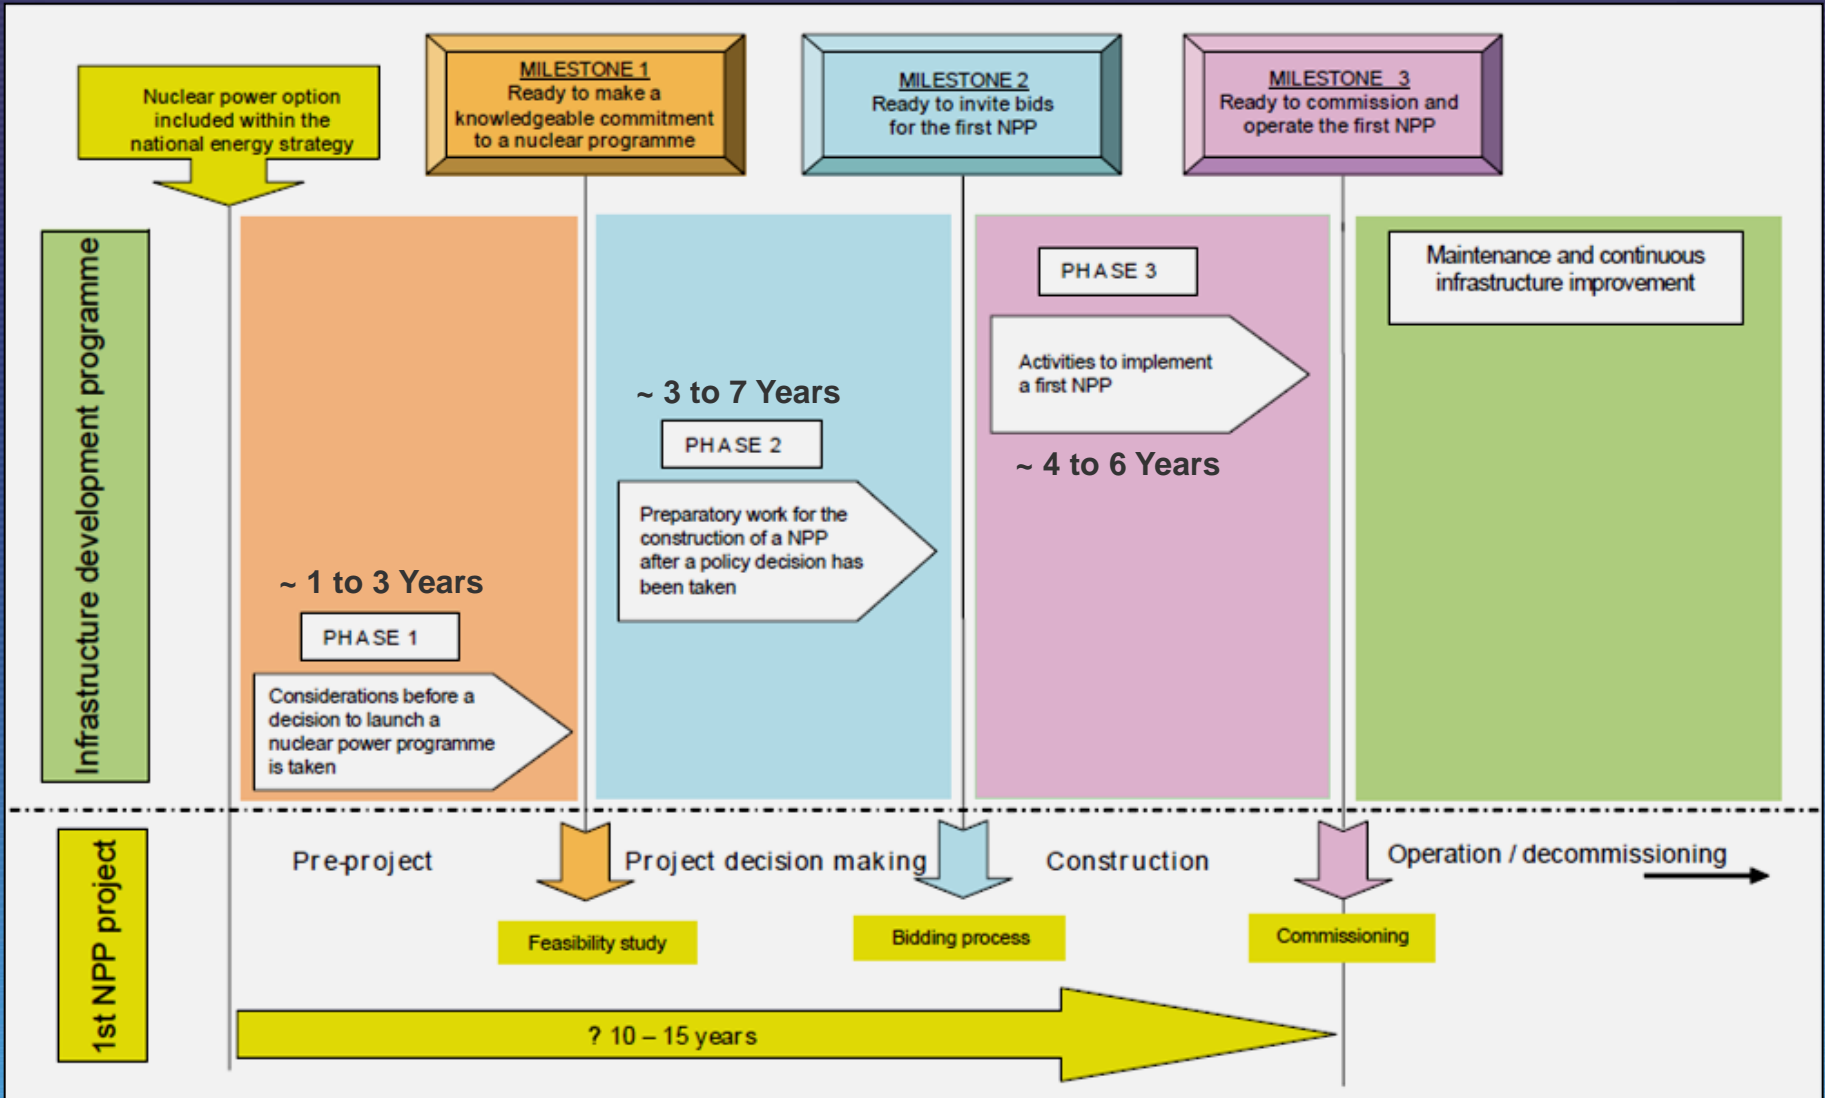 Nuclear power option
included within the
national energy strategy
MILESTONE 1
Ready to make a
knowledgeable commitment
to a nuclear programme
MILESTONE 2
Ready to invite bids
for the first NPP
MILESTONE 3
Ready to commission and
operate the first NPP
Infrastructure development programme
~ 1 to 3 Years
PHASE 1
Considerations before a
decision to launch a
nuclear power programme
is taken
~ 3 to 7 Years
PHASE 2
Preparatory work for the
construction of a NPP
after a policy decision has
been taken
PHASE 3
Activities to implement
a first NPP
~ 4 to 6 Years
Maintenance and continuous
infrastructure improvement
1st NPP project
Pre-project
Project decision making
Construction
Operation / decommissioning
Feasibility study
Bidding process
Commissioning
? 10 – 15 years